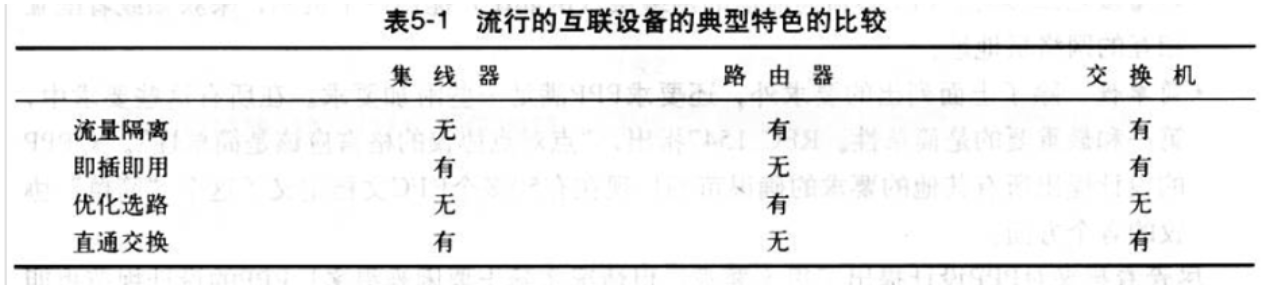 表5-1 流行的互联设备的典型特色的比较
集线器 路由器 交换机
流量隔离 无 有 有
即插即用 有 无 有
优化选路 无 有 无
直通交换 有 无 有